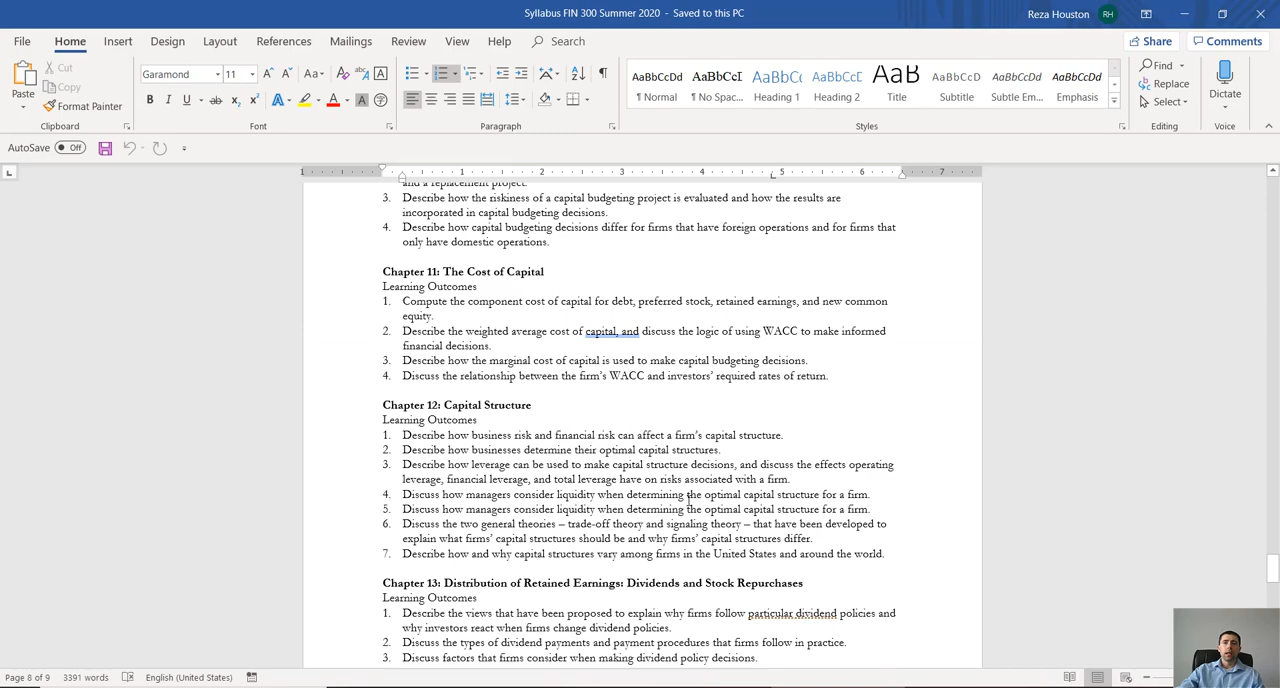 Syllabus FIN 300 Summer 2020 - Saved to this PC
Reza Houston RH
File Home Insert Design Layout References Mailings Review View Help Search Share Comments
Paste Cut Copy Format Painter
Garamond 11
AaBbCcDd AaBbCcI AaBbC AaBbCcE AaB AaBbCcD AaBbCcDd AaBbCcDd
¶ Normal ¶ No Spac... Heading 1 Heading 2 Title Subtitle Subtle Em... Emphasis
Find Replace Select Dictate
Clipboard Font Paragraph Styles Editing Voice
AutoSave Off
1 1 2 3 4 5 6 7
and a replacement project.
3. Describe how the riskiness of a capital budgeting project is evaluated and how the results are
incorporated in capital budgeting decisions.
4. Describe how capital budgeting decisions differ for firms that have foreign operations and for firms that
only have domestic operations.
Chapter 11: The Cost of Capital
Learning Outcomes
1. Compute the component cost of capital for debt, preferred stock, retained earnings, and new common
equity.
2. Describe the weighted average cost of capital, and discuss the logic of using WACC to make informed
financial decisions.
3. Describe how the marginal cost of capital is used to make capital budgeting decisions.
4. Discuss the relationship between the firm's WACC and investors' required rates of return.
Chapter 12: Capital Structure
Learning Outcomes
1. Describe how business risk and financial risk can affect a firm's capital structure.
2. Describe how businesses determine their optimal capital structures.
3. Describe how leverage can be used to make capital structure decisions, and discuss the effects operating
leverage, financial leverage, and total leverage have on risks associated with a firm.
4. Discuss how managers consider liquidity when determining the optimal capital structure for a firm.
5. Discuss how managers consider liquidity when determining the optimal capital structure for a firm.
6. Discuss the two general theories – trade-off theory and signaling theory – that have been developed to
explain what firms' capital structures should be and why firms' capital structures differ.
7. Describe how and why capital structures vary among firms in the United States and around the world.
Chapter 13: Distribution of Retained Earnings: Dividends and Stock Repurchases
Learning Outcomes
1. Describe the views that have been proposed to explain why firms follow particular dividend policies and
why investors react when firms change dividend policies.
2. Discuss the types of dividend payments and payment procedures that firms follow in practice.
3. Discuss factors that firms consider when making dividend policy decisions.
Page 8 of 9 3391 words English (United States)